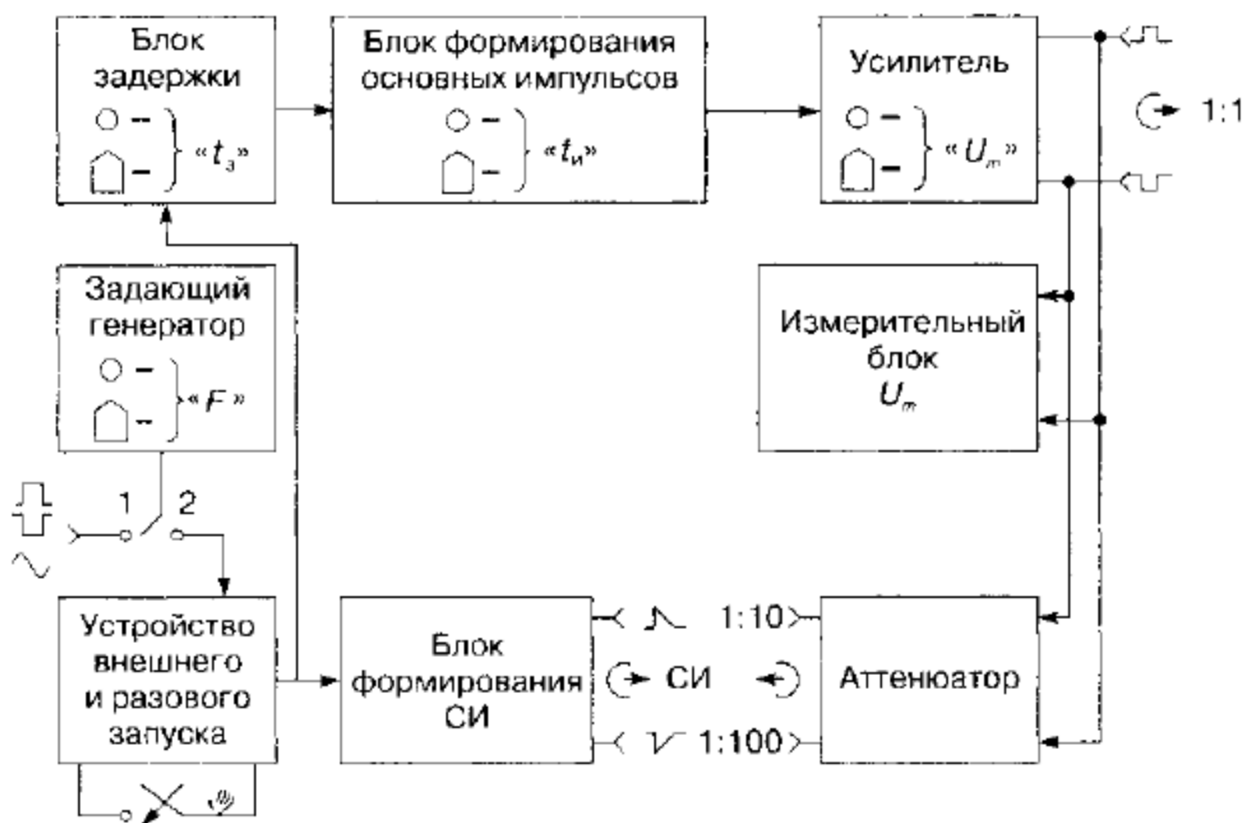 Блок
задержки
«tз»
Блок формирования
основных импульсов
«tи»
Усилитель
«Um»
1:1
Задающий
генератор
«F»
Измерительный
блок
Um
1 2
Устройство
внешнего
и разового
запуска
Блок
формирования
СИ
1:10
СИ
1:100
Аттенюатор